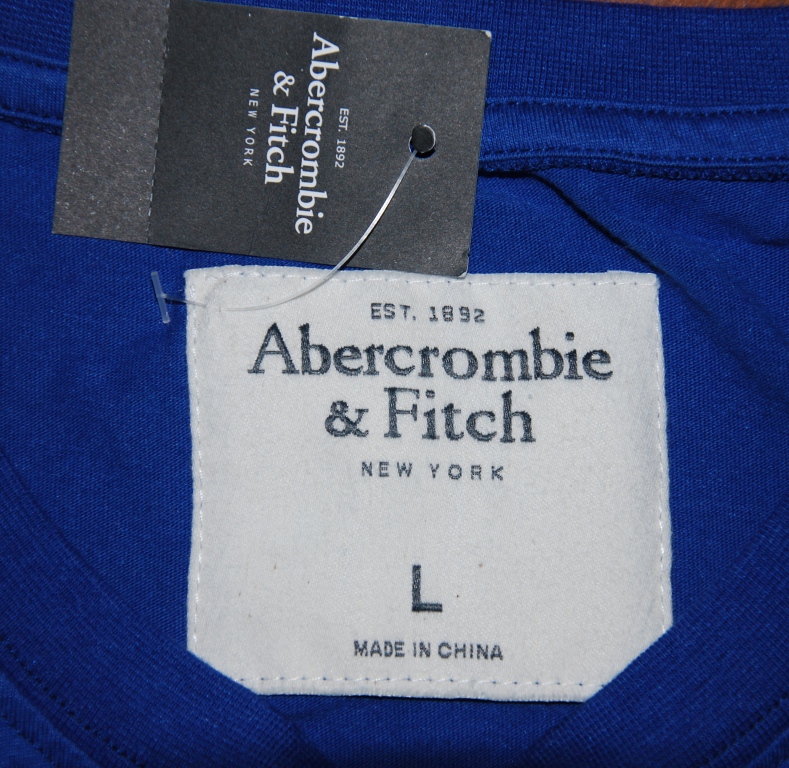 EST. 1892
Abercrombie
& Fitch
NEW YORK
EST. 1892
Abercrombie
& Fitch
NEW YORK
L
MADE IN CHINA